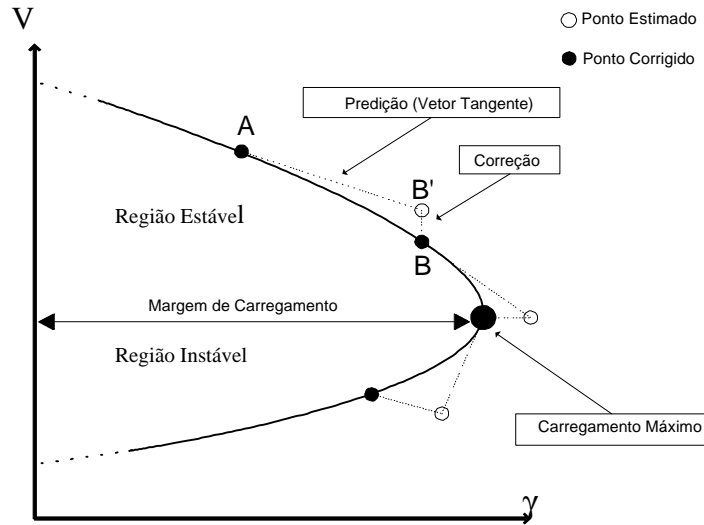 V
Ponto Estimado
Ponto Corrigido
Predição (Vetor Tangente)
A
Correção
B'
Região Estável
B
Margem de Carregamento
Região Instável
Carregamento Máximo
γ